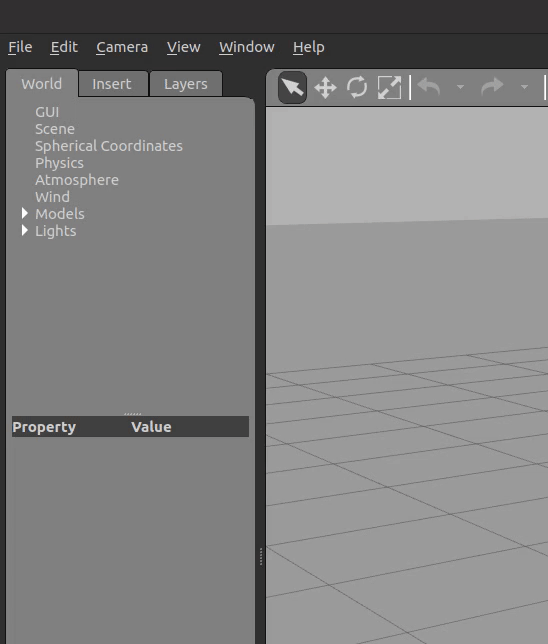 File Edit Camera View Window Help
World Insert Layers
GUI
Scene
Spherical Coordinates
Physics
Atmosphere
Wind
Models
Lights
Property Value